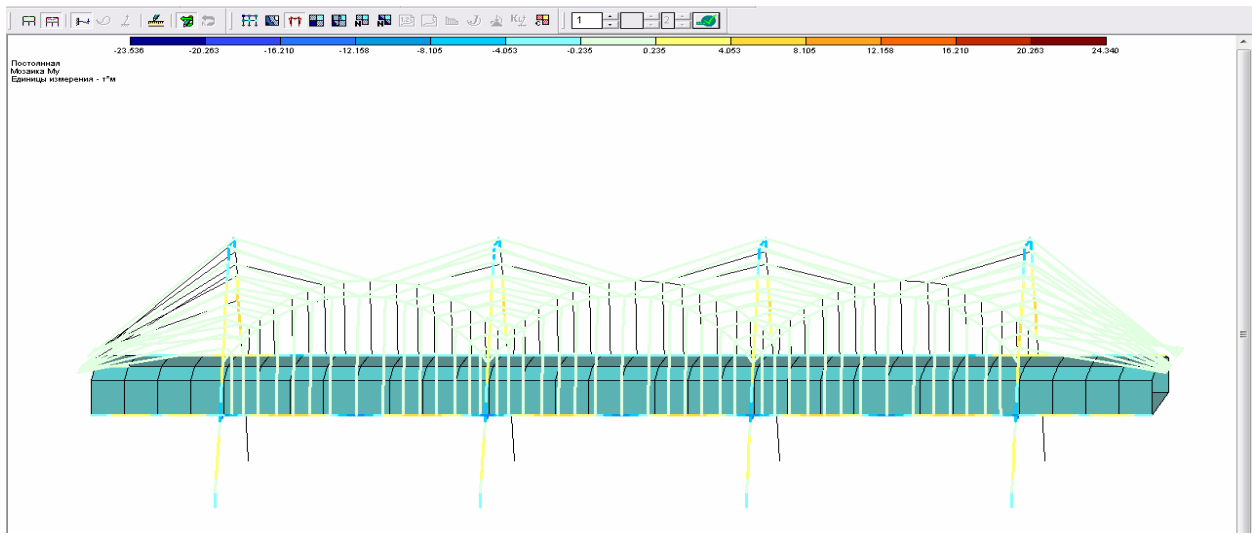 1
2
-23.536 -20.263 -16.210 -12.158 -8.105 -4.053 -0.235 0.235 4.053 8.105 12.158 16.210 20.263 24.340
Постоянная
Мозаика My
Единицы измерения - т*м